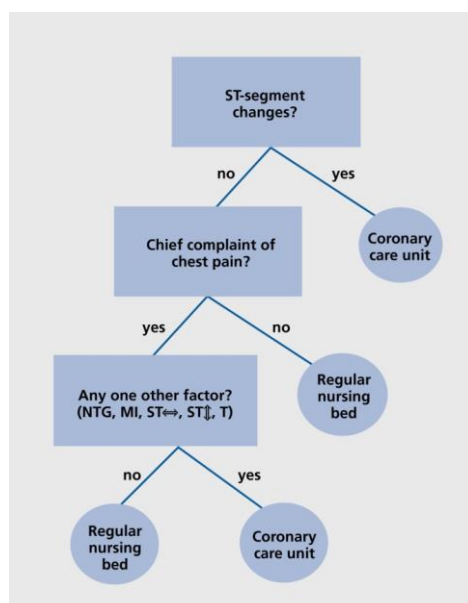 ST-segment
changes?
no
yes
Chief complaint of
chest pain?
Coronary
care unit
yes
no
Any one other factor?
(NTG, MI, ST⇔, ST⇕, T)
Regular
nursing
bed
no
yes
Regular
nursing
bed
Coronary
care unit